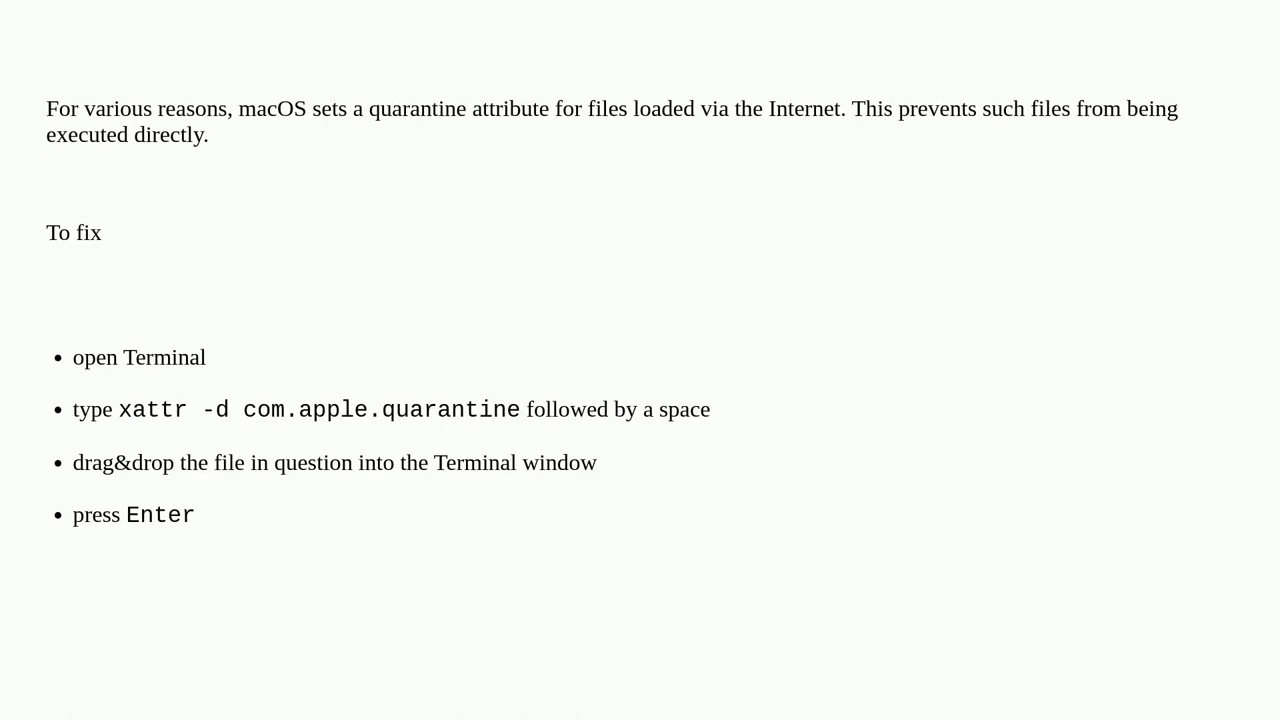 For various reasons, macOS sets a quarantine attribute for files loaded via the Internet. This prevents such files from being
executed directly.
To fix
• open Terminal
• type xattr -d com.apple.quarantine followed by a space
• drag&drop the file in question into the Terminal window
• press Enter